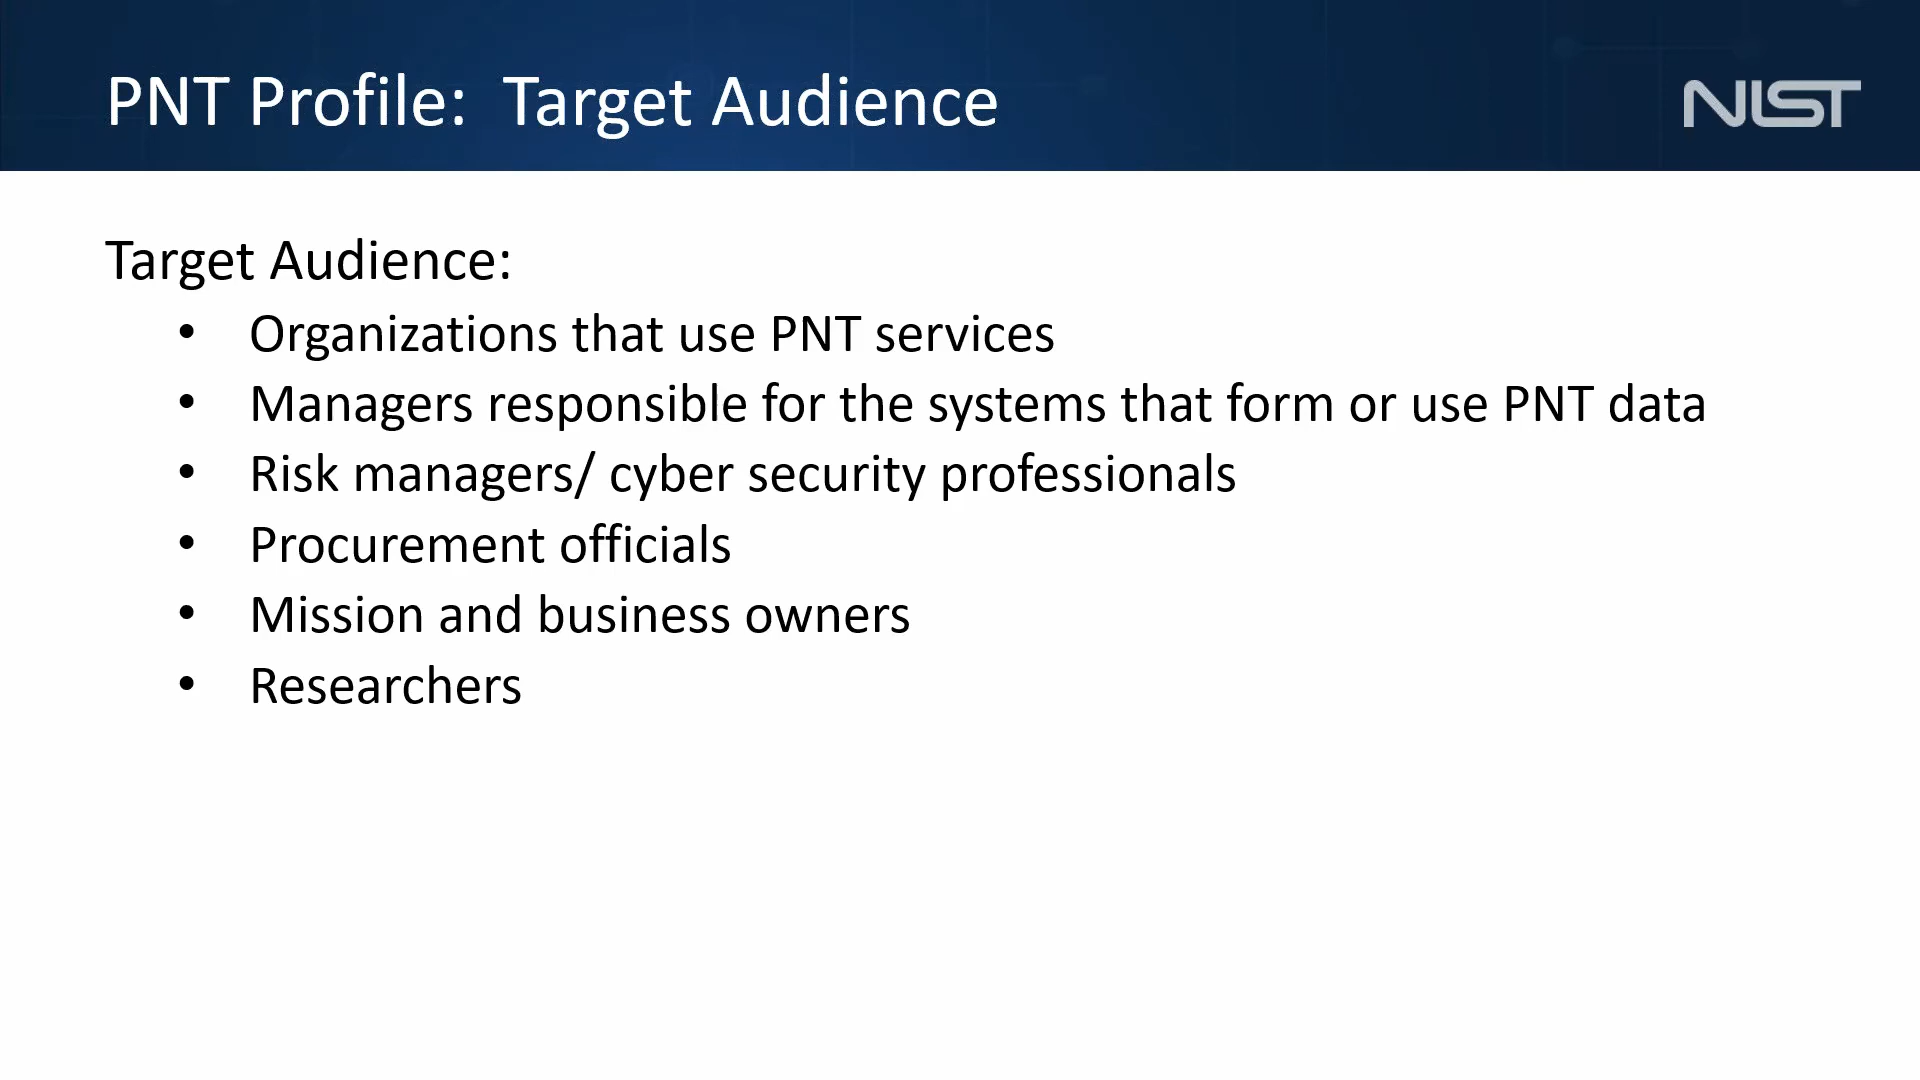 PNT Profile: Target Audience
NIST
Target Audience:
• Organizations that use PNT services
• Managers responsible for the systems that form or use PNT data
• Risk managers/ cyber security professionals
• Procurement officials
• Mission and business owners
• Researchers